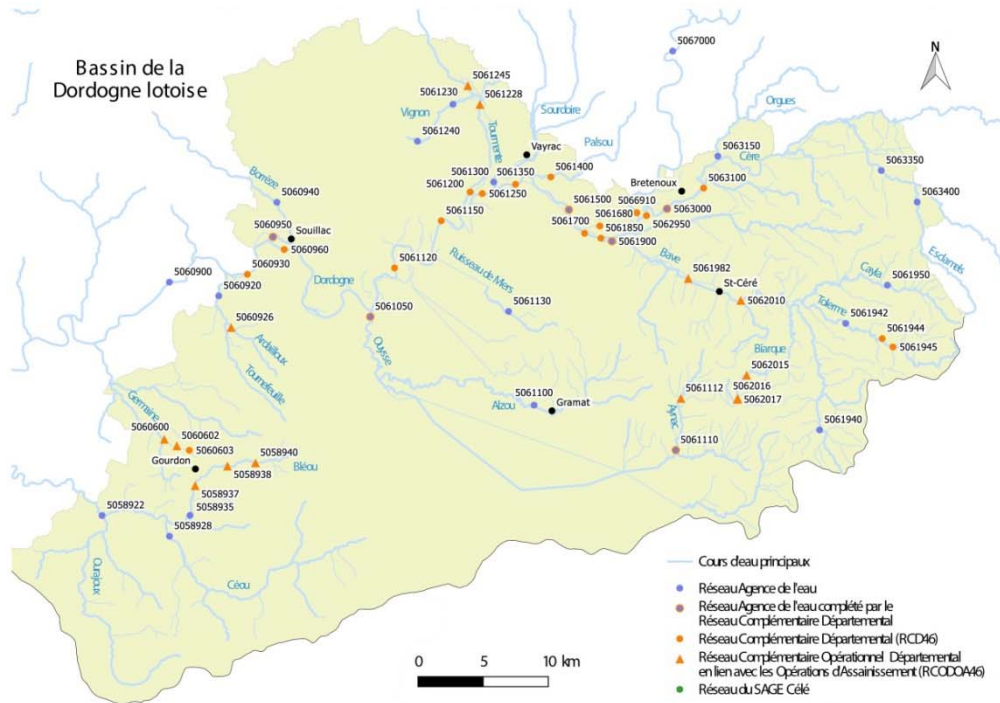 Bassin de la
Dordogne lotoise
5067000
N
5061245
5061230
5061228
Vignon
Sourdoire
Orgues
5061240
Tourmente
Palsou
Vayrac
5063150
Cère
5063350
Borrèze
5061300
5061350
5061400
5060940
5061200
5061250
Bretenoux
5063100
5063400
5061150
5061500
5066910
5060950
Souillac
5061680
5063000
5061700
5061850
5062950
5060960
5061900
Esclamels
5060930
5061120
Ruisseau de Mers
Bave
5060900
Dordogne
5061982
Cayla
5061950
5060920
St-Céré
5061130
5062010
Tolerme
5061942
5060926
5061050
Ardailloux
5061944
Ouysse
5061945
Tournefeuille
Biarque
5062015
5061112
5062016
5061100
5062017
Germaine
Alzou
Gramat
Aynac
5061940
5060600
5060602
5060603
5061110
Gourdon
5058940
Bléou
5058938
5058937
5058922
5058935
5058928
Ourajoux
Céou
Cours d'eau principaux
Réseau Agence de l'eau
Réseau Agence de l'eau complété par le
Réseau Complémentaire Départemental
Réseau Complémentaire Départemental (RCD46)
Réseau Complémentaire Opérationnel Départemental
en lien avec les Opérations d'Assainissement (RCODOA46)
Réseau du SAGE Célé
0 5 10 km